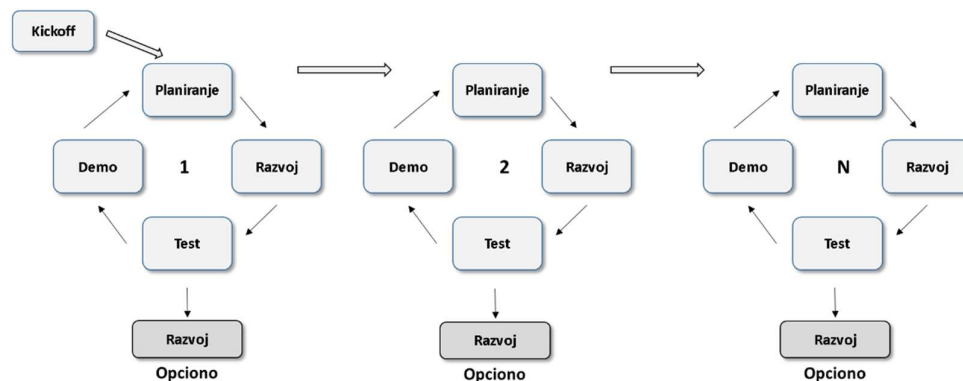 Kickoff
Planiranje
Demo
1
Razvoj
Test
Razvoj
Opciono
Planiranje
Demo
2
Razvoj
Test
Razvoj
Opciono
Planiranje
Demo
N
Razvoj
Test
Razvoj
Opciono